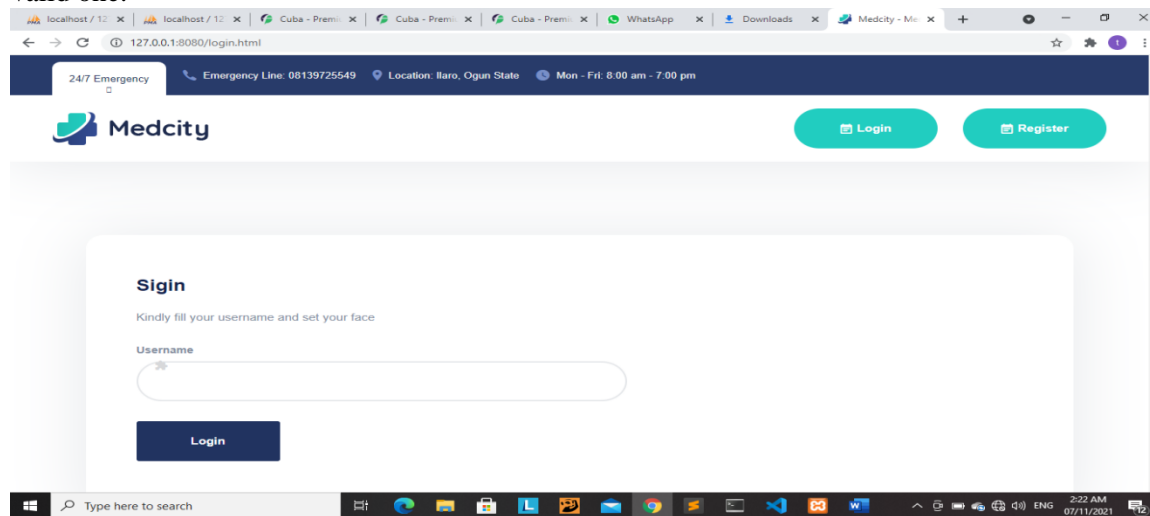 localhost / 12
localhost / 12
Cuba - Premi
Cuba - Premi
Cuba - Premi
WhatsApp
Downloads
Medcity - Me
127.0.0.1:8080/login.html
24/7 Emergency
Emergency Line: 08139725549
Location: Ilaro, Ogun State
Mon - Fri: 8:00 am - 7:00 pm
Medcity
Login
Register
Sigin
Kindly fill your username and set your face
Username
Login
Type here to search
ENG
2:22 AM
07/11/2021